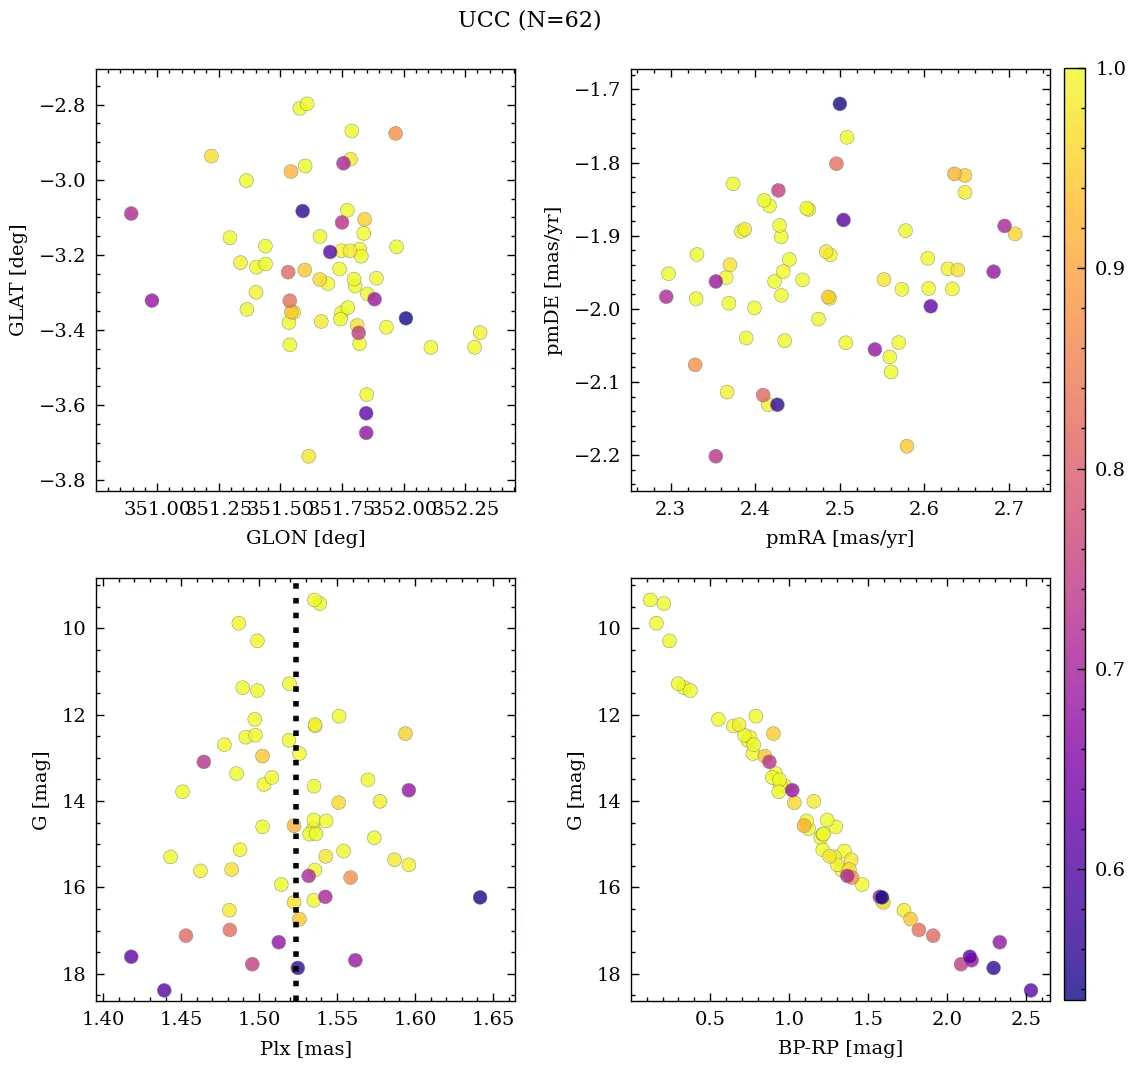 UCC (N=62)
−2.8
−3.0
−3.2
−3.4
−3.6
−3.8
GLAT [deg]
351.00 351.25 351.50 351.75 352.00 352.25
GLON [deg]
−1.7
−1.8
−1.9
−2.0
−2.1
−2.2
pmDE [mas/yr]
2.3 2.4 2.5 2.6 2.7
pmRA [mas/yr]
10
12
14
16
18
G [mag]
1.40 1.45 1.50 1.55 1.60 1.65
Plx [mas]
10
12
14
16
18
G [mag]
0.5 1.0 1.5 2.0 2.5
BP-RP [mag]
1.0
0.9
0.8
0.7
0.6